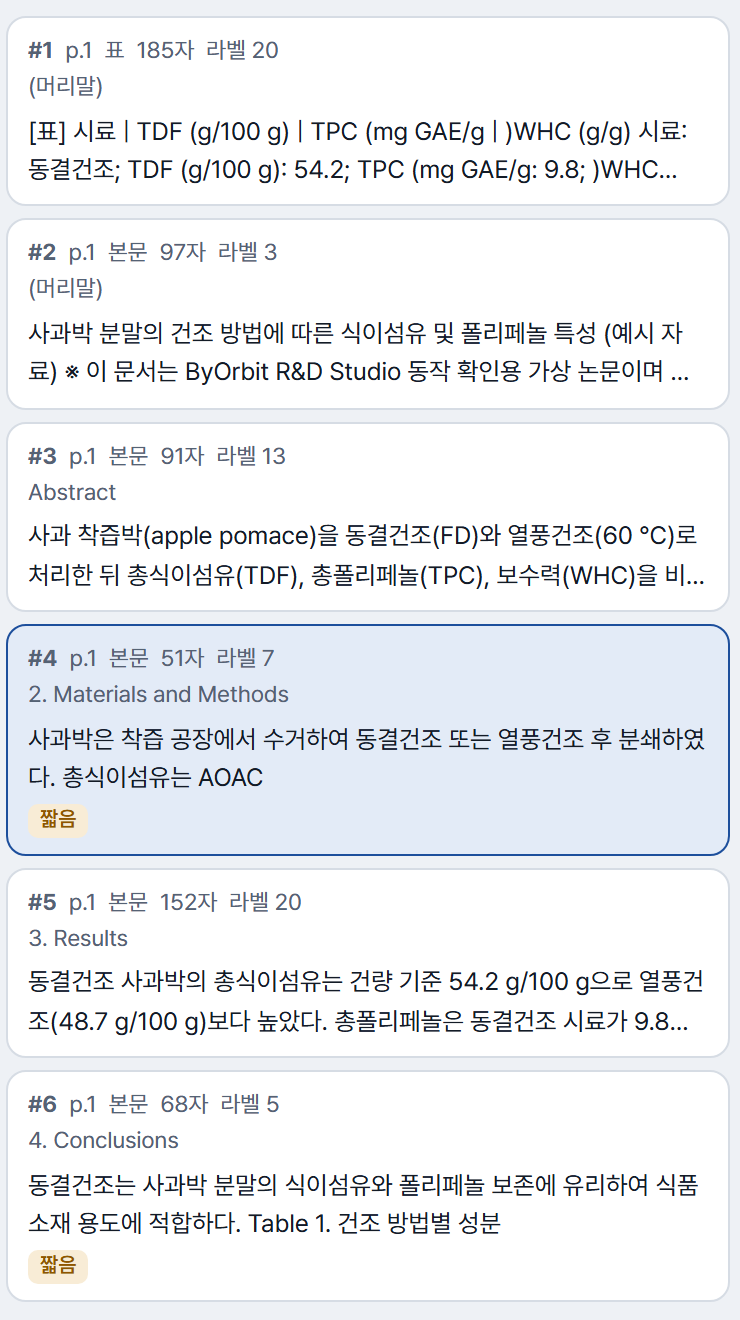 #1 p.1 표 185자 라벨 20
(머리말)
[표] 시료 | TDF (g/100 g) | TPC (mg GAE/g | )WHC (g/g) 시료:
동결건조; TDF (g/100 g): 54.2; TPC (mg GAE/g: 9.8; )WHC...
#2 p.1 본문 97자 라벨 3
(머리말)
사과박 분말의 건조 방법에 따른 식이섬유 및 폴리페놀 특성 (예시 자
료) ※ 이 문서는 ByOrbit R&D Studio 동작 확인용 가상 논문이며 ...
#3 p.1 본문 91자 라벨 13
Abstract
사과 착즙박(apple pomace)을 동결건조(FD)와 열풍건조(60 °C)로
처리한 뒤 총식이섬유(TDF), 총폴리페놀(TPC), 보수력(WHC)을 비...
#4 p.1 본문 51자 라벨 7
2. Materials and Methods
사과박은 착즙 공장에서 수거하여 동결건조 또는 열풍건조 후 분쇄하였
다. 총식이섬유는 AOAC
짧음
#5 p.1 본문 152자 라벨 20
3. Results
동결건조 사과박의 총식이섬유는 건량 기준 54.2 g/100 g으로 열풍건
조(48.7 g/100 g)보다 높았다. 총폴리페놀은 동결건조 시료가 9.8...
#6 p.1 본문 68자 라벨 5
4. Conclusions
동결건조는 사과박 분말의 식이섬유와 폴리페놀 보존에 유리하여 식품
소재 용도에 적합하다. Table 1. 건조 방법별 성분
짧음